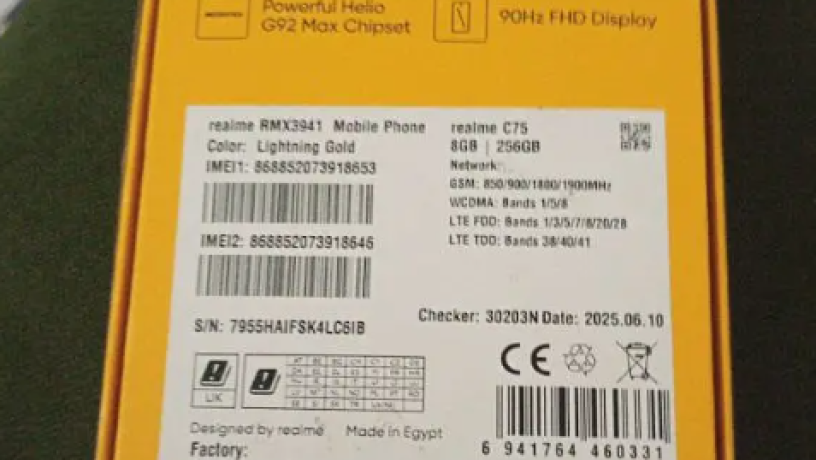 Powerful Helio
G92 Max Chipset
90Hz FHD Display
realme RMX3941 Mobile Phone
Color: Lightning Gold
IMEI1: 868852073918653
IMEI2: 868852073918646
S/N: 7955HAIFSK4LC6IB
realme C75
8GB | 256GB
Network:
GSM: 850/900/1800/1900MHz
WCDMA: Bands 1/5/8
LTE FDD: Bands 1/3/5/7/8/20/28
LTE TDD: Bands 38/40/41
Checker: 30203N Date: 2025.06.10
CE
UK
Designed by realme Made in Egypt
Factory:
6 941764 460331